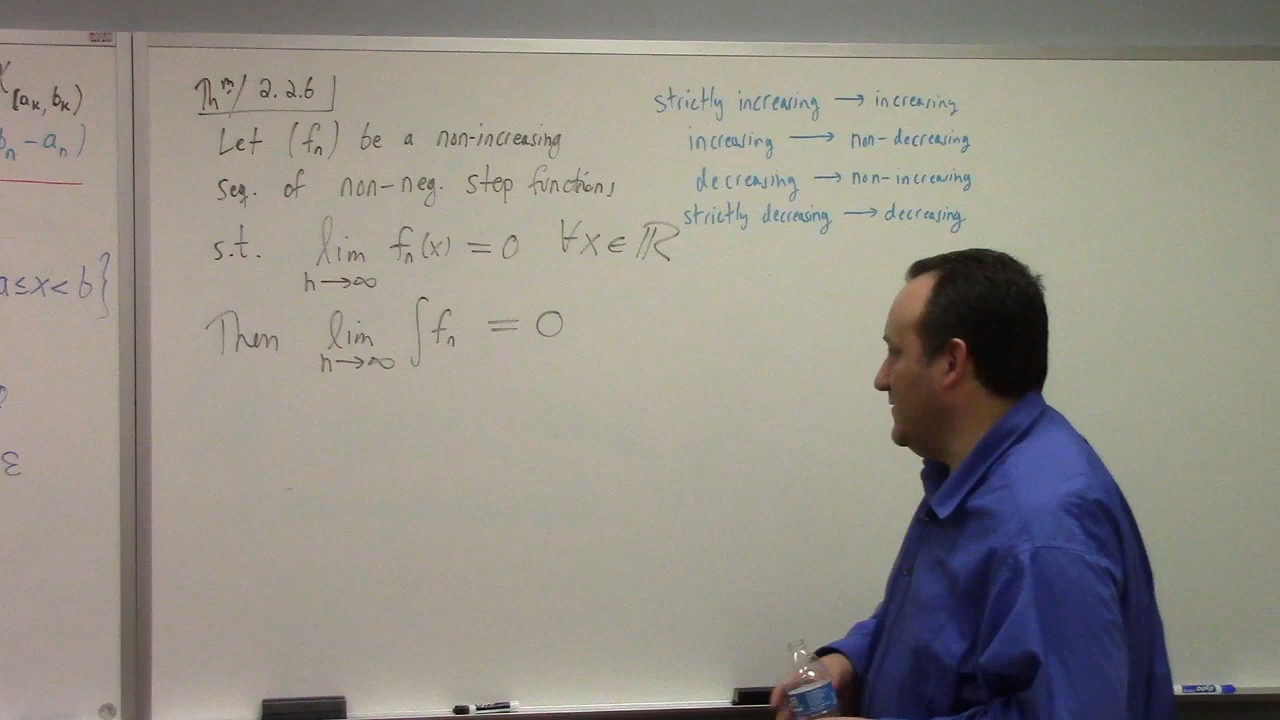 [aₖ, bₖ)
bₙ - aₙ)
a≤x< b}
ε
Thᵐ/ 2.2.6
Let (fₙ) be a non-increasing
seq. of non-neg. step functions
s.t. lim fₙ(x) = 0 ∀x∈ℝ
n→∞
Then lim ∫fₙ = 0
n→∞
strictly increasing → increasing
increasing → non-decreasing
decreasing → non-increasing
strictly decreasing → decreasing